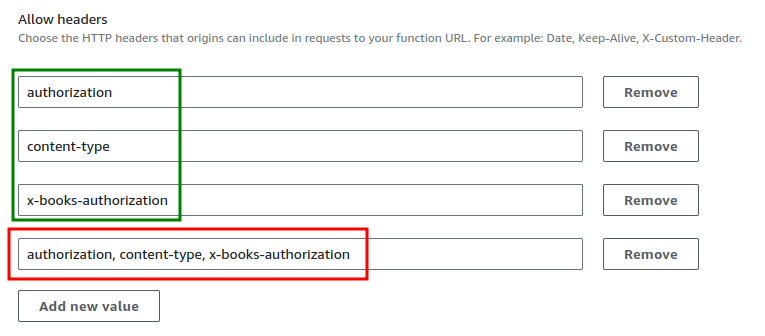 Allow headers
Choose the HTTP headers that origins can include in requests to your function URL. For example: Date, Keep-Alive, X-Custom-Header.
authorization Remove
content-type Remove
x-books-authorization Remove
authorization, content-type, x-books-authorization Remove
Add new value